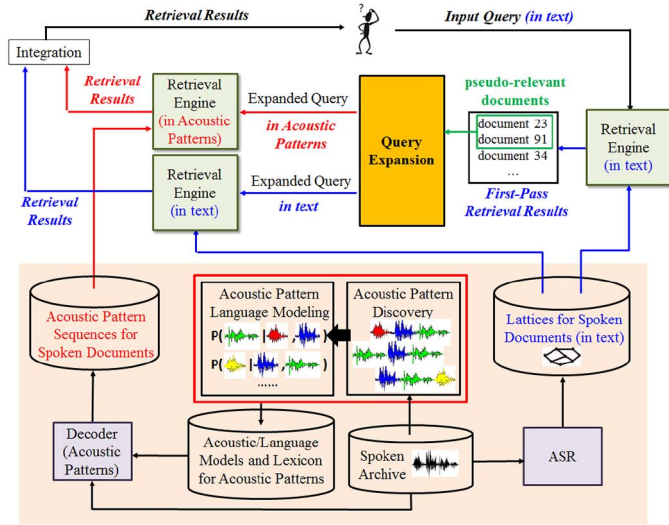 Retrieval Results
?
Input Query (in text)
Integration
Retrieval
Results
Retrieval
Engine
(in Acoustic
Patterns)
Expanded Query
in Acoustic
Patterns
Query
Expansion
pseudo-relevant
documents
document 23
document 91
document 34
...
First-Pass
Retrieval Results
Retrieval
Engine
(in text)
Retrieval
Results
Retrieval
Engine
(in text)
Expanded Query
in text
Acoustic Pattern
Sequences for
Spoken Documents
Acoustic Pattern
Language Modeling
P( | , )
P( | , )
......
Acoustic Pattern
Discovery
Lattices for Spoken
Documents (in text)
Decoder
(Acoustic
Patterns)
Acoustic/Language
Models and Lexicon
for Acoustic Patterns
Spoken
Archive
ASR